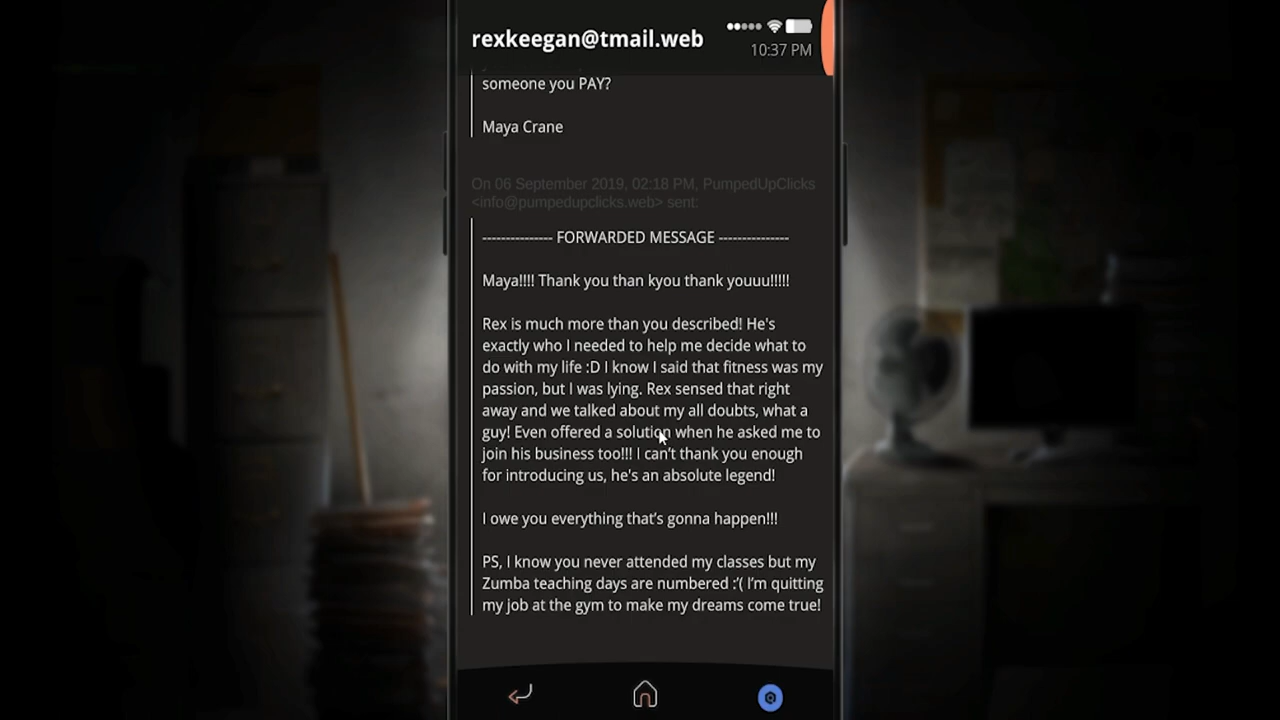 rexkeegan@tmail.web
10:37 PM
someone you PAY?
Maya Crane
On 06 September 2019, 02:18 PM, PumpedUpClicks
<info@pumpedupclicks.web> sent:
--------------- FORWARDED MESSAGE ---------------
Maya!!!! Thank you than kyou thank youuu!!!!!
Rex is much more than you described! He's
exactly who I needed to help me decide what to
do with my life :D I know I said that fitness was my
passion, but I was lying. Rex sensed that right
away and we talked about my all doubts, what a
guy! Even offered a solution when he asked me to
join his business too!!! I can't thank you enough
for introducing us, he's an absolute legend!
I owe you everything that's gonna happen!!!
PS, I know you never attended my classes but my
Zumba teaching days are numbered :'( I'm quitting
my job at the gym to make my dreams come true!